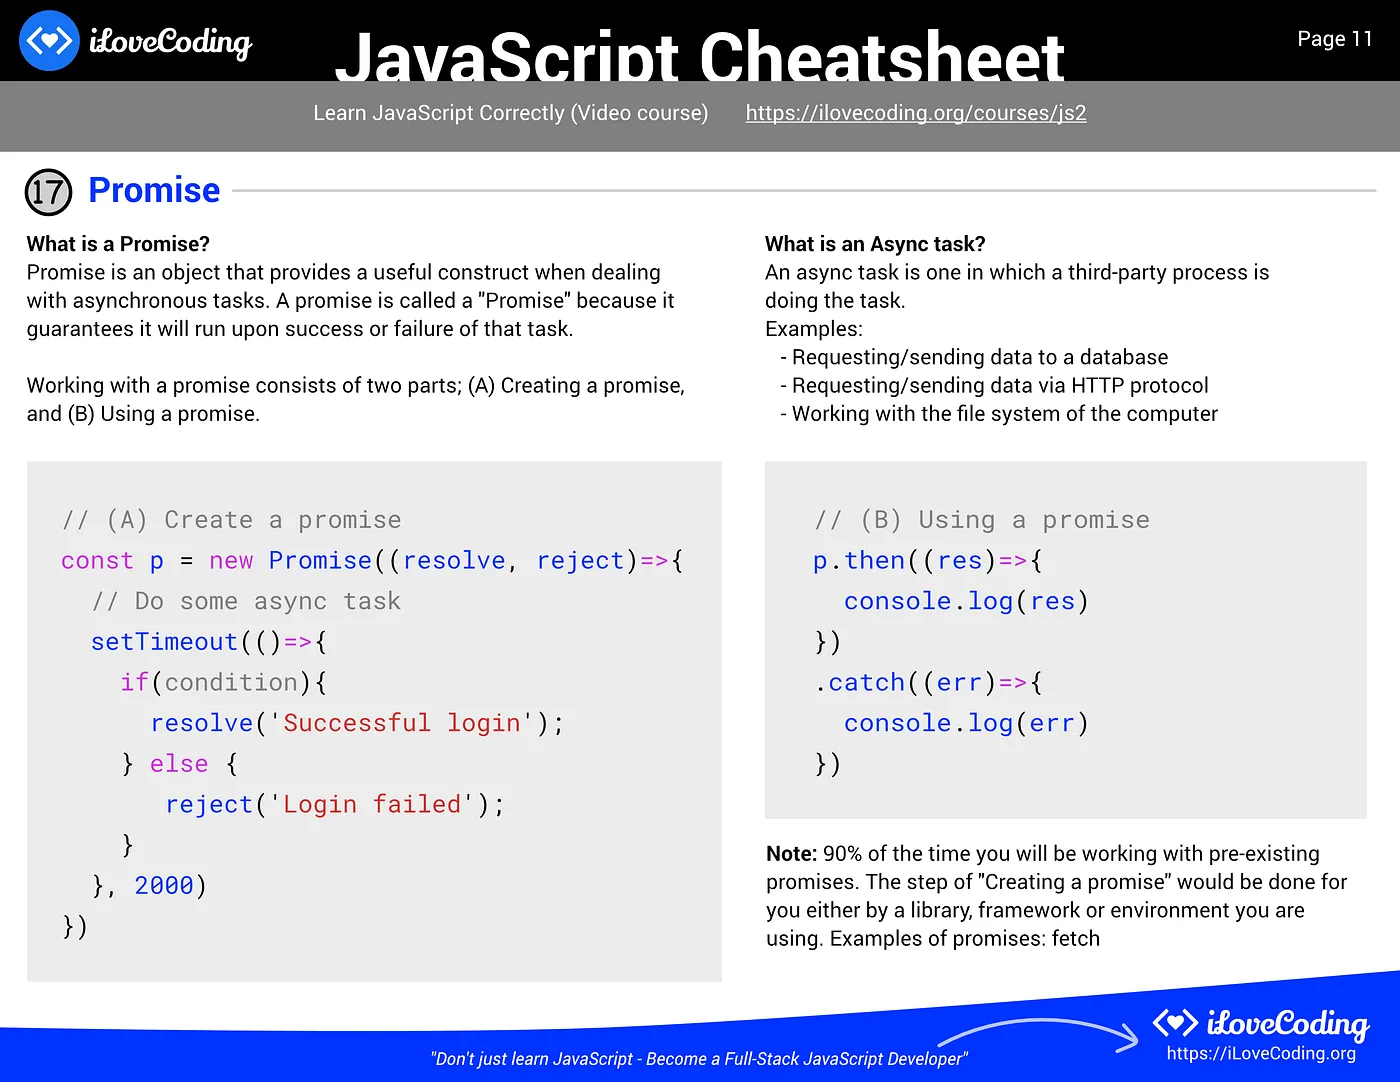 iLoveCoding
JavaScript Cheatsheet
Page 11
Learn JavaScript Correctly (Video course) https://ilovecoding.org/courses/js2
17 Promise
What is a Promise?
Promise is an object that provides a useful construct when dealing
with asynchronous tasks. A promise is called a "Promise" because it
guarantees it will run upon success or failure of that task.
Working with a promise consists of two parts; (A) Creating a promise,
and (B) Using a promise.
// (A) Create a promise
const p = new Promise((resolve, reject)=>{
  // Do some async task
  setTimeout(()=>{
    if(condition){
      resolve('Successful login');
    } else {
       reject('Login failed');
    }
  }, 2000)
})
What is an Async task?
An async task is one in which a third-party process is
doing the task.
Examples:
- Requesting/sending data to a database
- Requesting/sending data via HTTP protocol
- Working with the file system of the computer
// (B) Using a promise
p.then((res)=>{
  console.log(res)
})
.catch((err)=>{
  console.log(err)
})
Note: 90% of the time you will be working with pre-existing
promises. The step of "Creating a promise" would be done for
you either by a library, framework or environment you are
using. Examples of promises: fetch
"Don't just learn JavaScript - Become a Full-Stack JavaScript Developer"
iLoveCoding
https://iLoveCoding.org